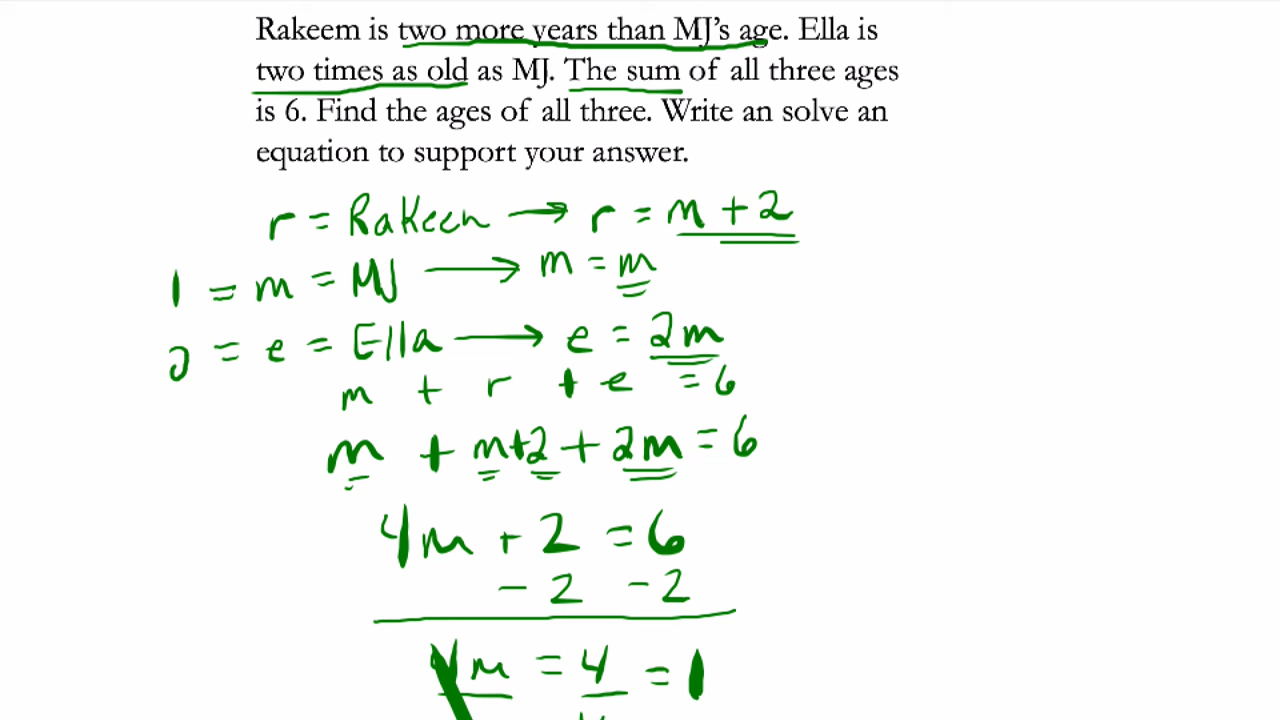 Rakeem is two more years than MJ's age. Ella is
two times as old as MJ. The sum of all three ages
is 6. Find the ages of all three. Write an solve an
equation to support your answer.
r = Rakeen → r = m + 2
1 = m = MJ → m = m
= e = Ella → e = 2m
m + r + e = 6
m + m+2 + 2m = 6
4m + 2 = 6
- 2 - 2
4m = 4 = 1